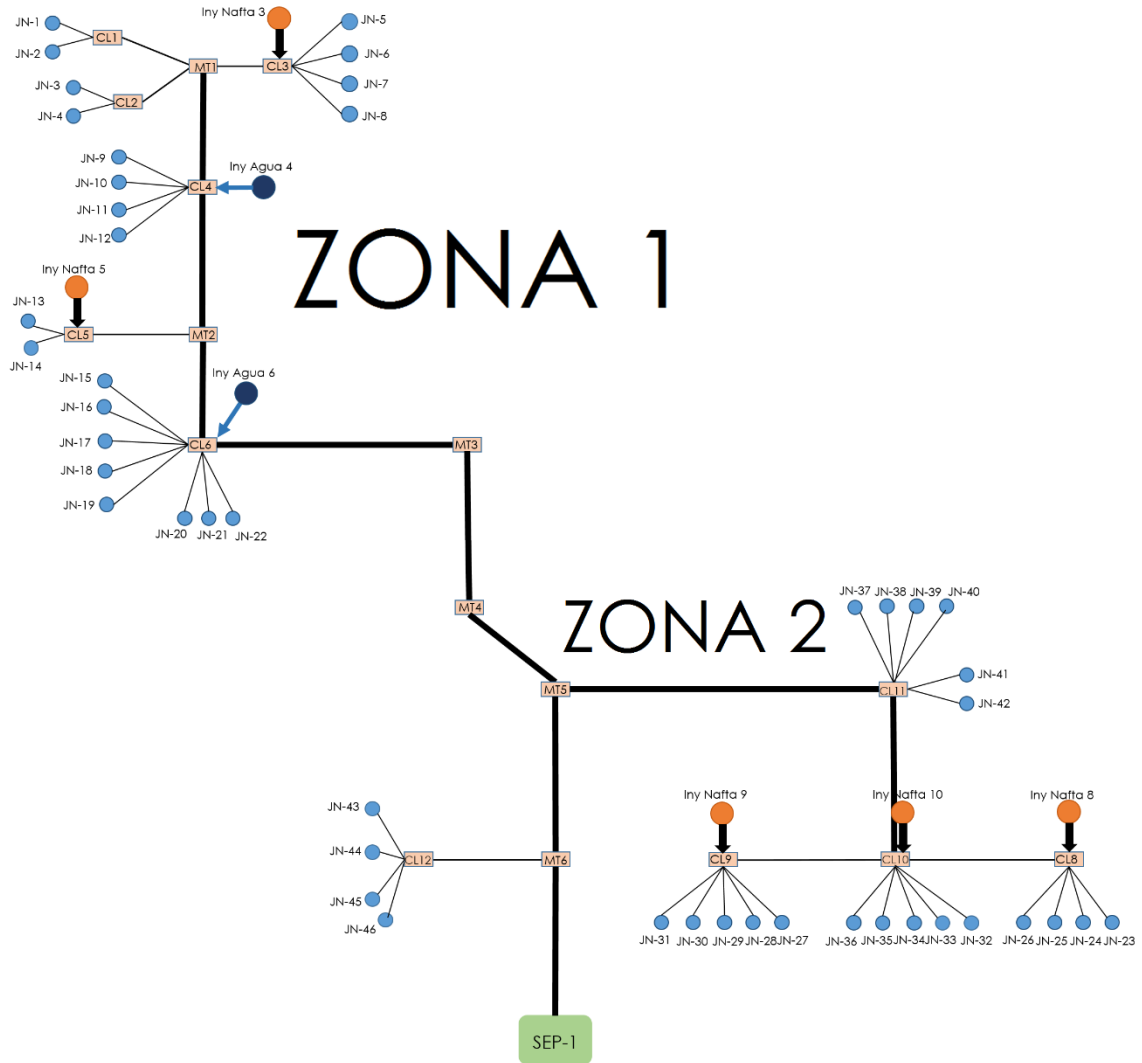 Iny Nafta 3
JN-1
CL1
JN-2
MT1
CL3
JN-5
JN-6
JN-7
JN-8
JN-3
CL2
JN-4
Iny Agua 4
JN-9
JN-10
CL4
JN-11
JN-12
ZONA 1
Iny Nafta 5
JN-13
CL5
MT2
JN-14
Iny Agua 6
JN-15
JN-16
JN-17
CL6
MT3
JN-18
JN-19
JN-20
JN-21
JN-22
MT4
ZONA 2
JN-37
JN-38
JN-39
JN-40
MT5
CL11
JN-41
JN-42
Iny Nafta 9
Iny Nafta 10
Iny Nafta 8
JN-43
JN-44
CL12
MT6
JN-45
JN-46
CL9
CL10
CL8
JN-31
JN-30
JN-29
JN-28
JN-27
JN-36
JN-35
JN-34
JN-33
JN-32
JN-26
JN-25
JN-24
JN-23
SEP-1